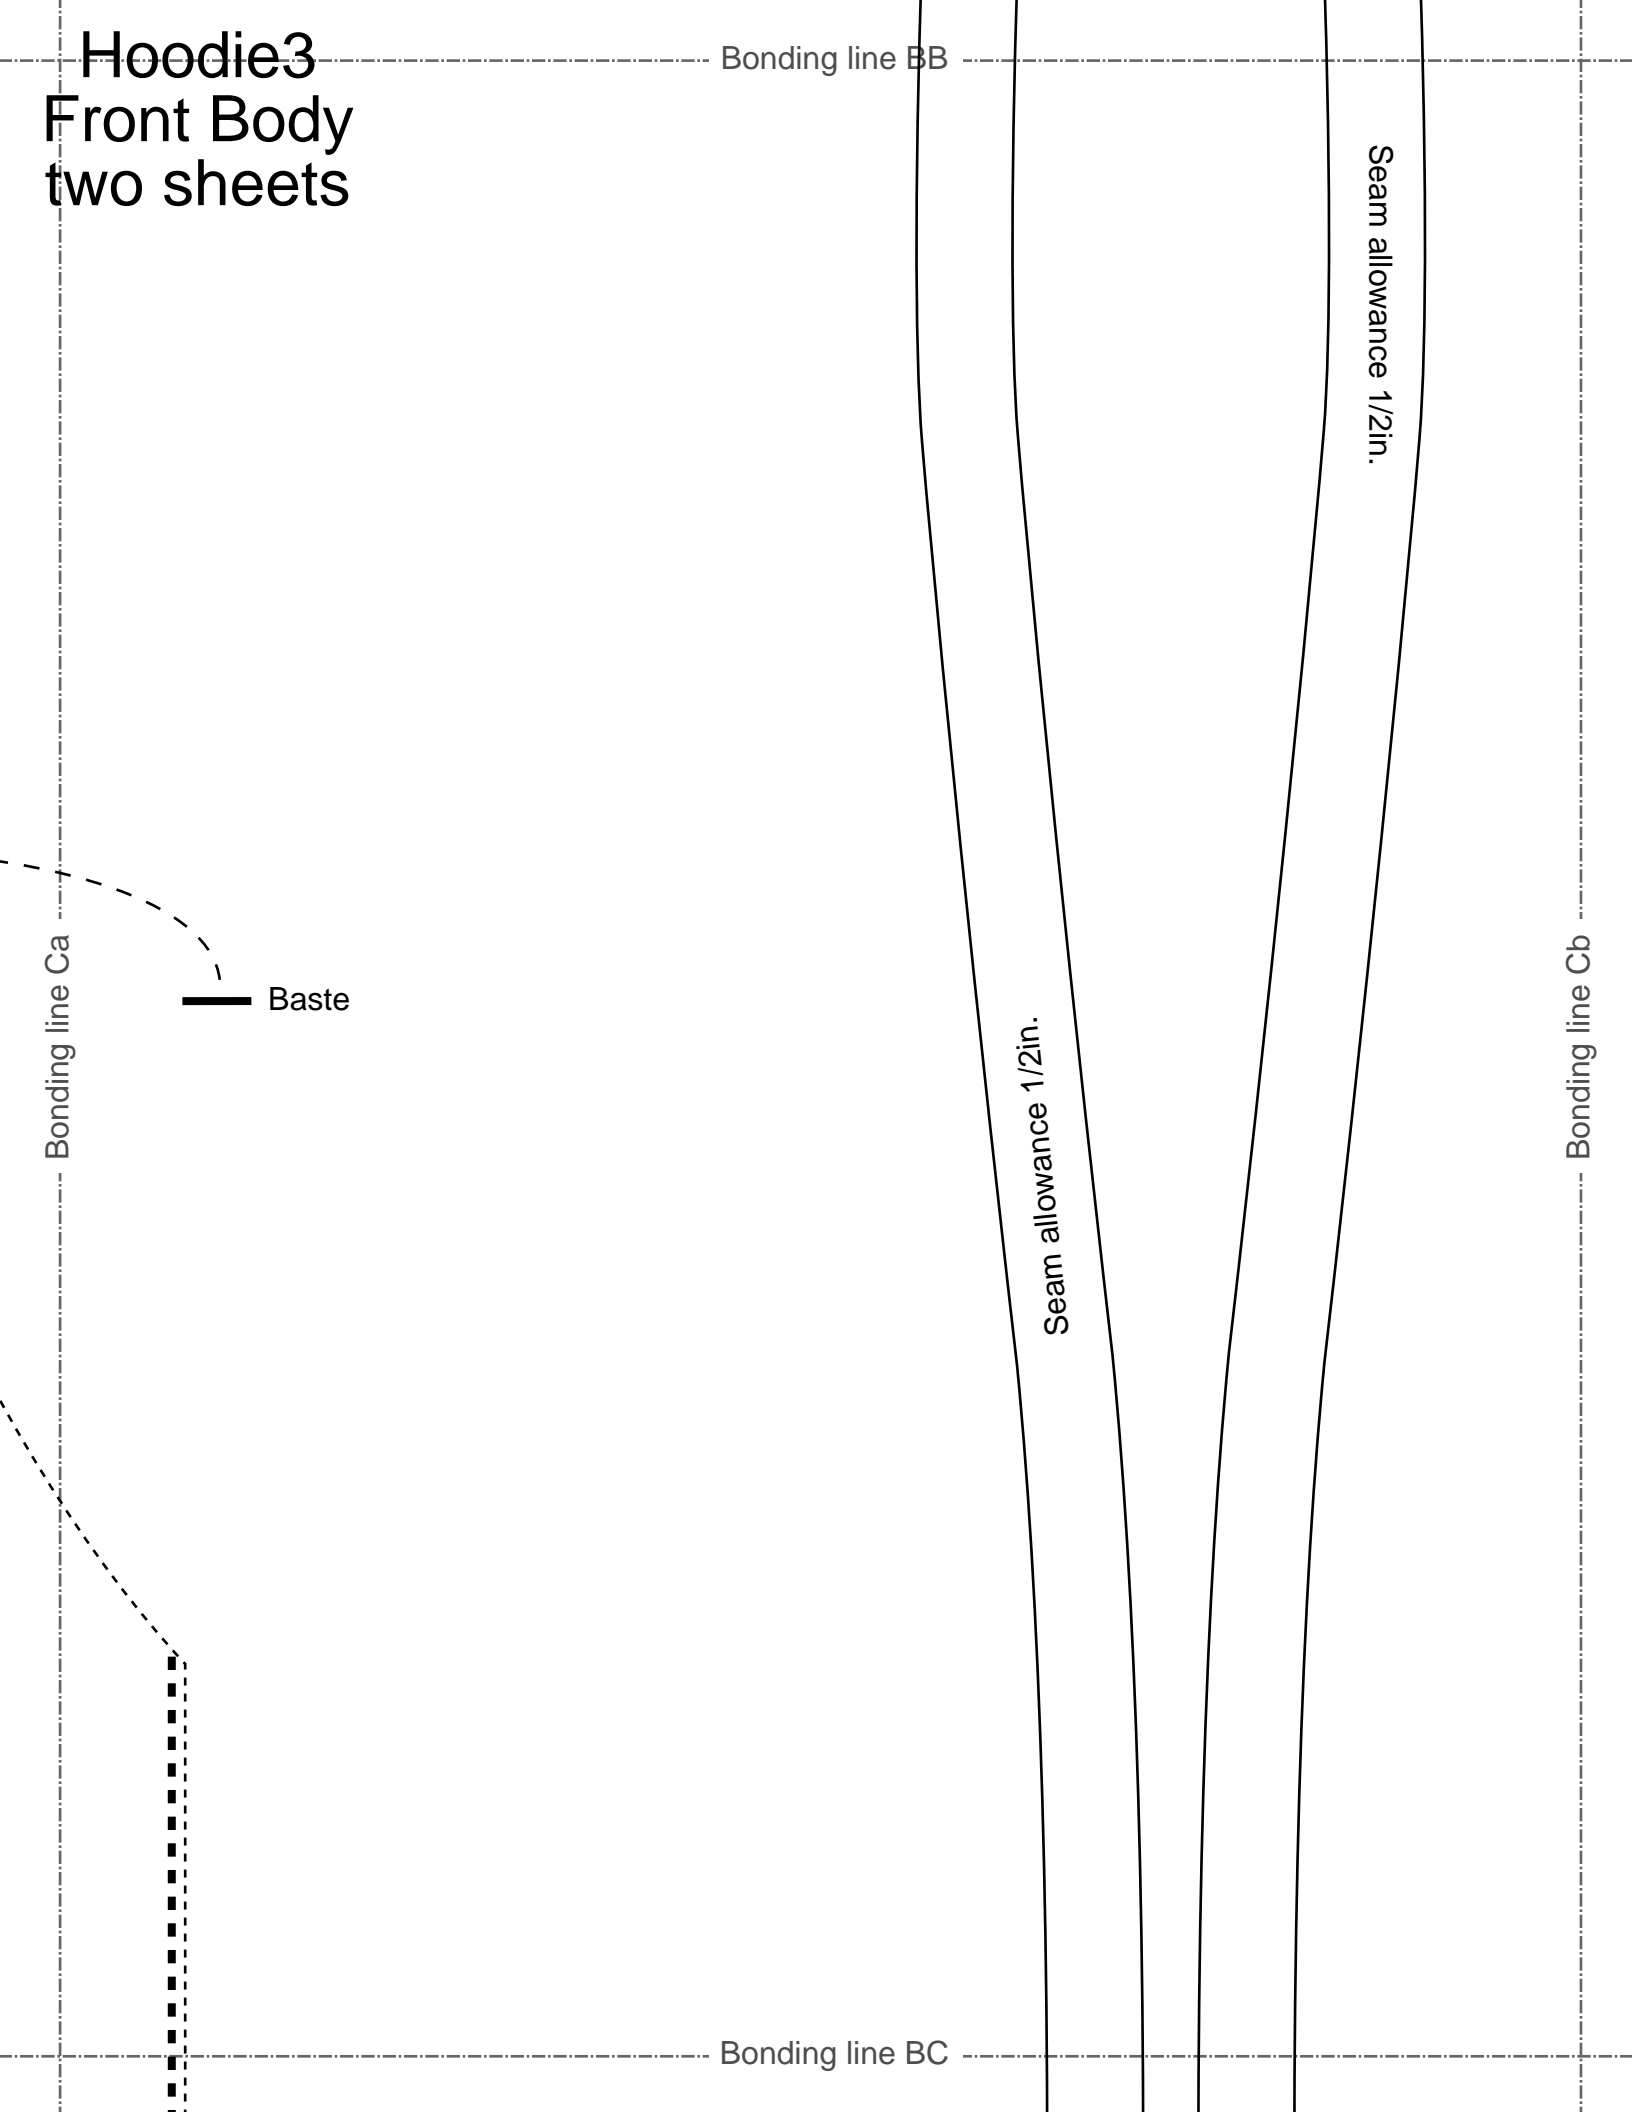 Hoodie3
Front Body
two sheets
Bonding line BB
Seam allowance 1/2in.
Bonding line Ca
Baste
Seam allowance 1/2in.
Bonding line Cb
Bonding line BC